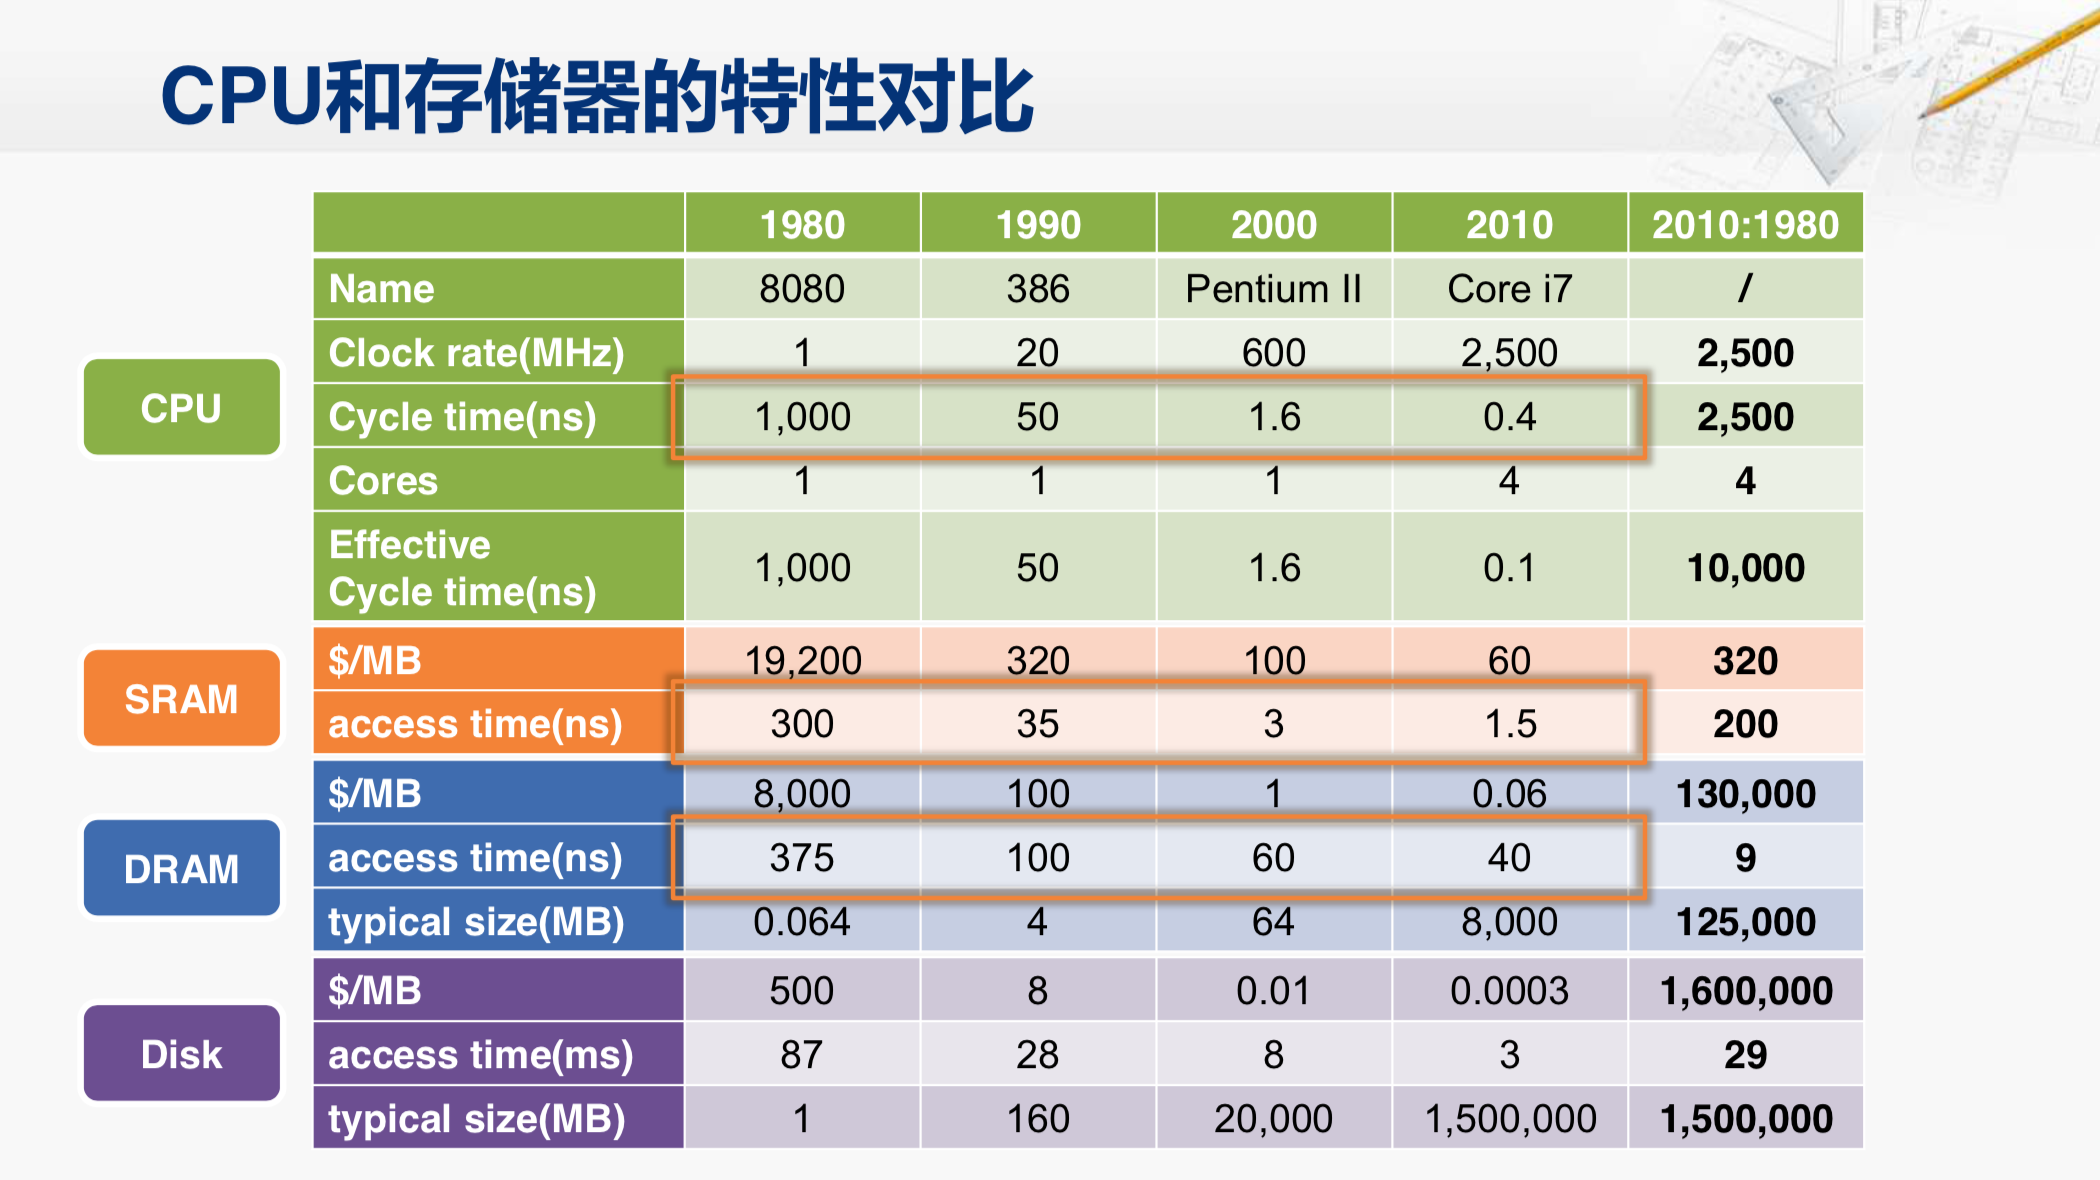 CPU和存储器的特性对比
1980 1990 2000 2010 2010:1980
CPU
Name 8080 386 Pentium II Core i7 /
Clock rate(MHz) 1 20 600 2,500 2,500
Cycle time(ns) 1,000 50 1.6 0.4 2,500
Cores 1 1 1 4 4
Effective
Cycle time(ns) 1,000 50 1.6 0.1 10,000
SRAM
$/MB 19,200 320 100 60 320
access time(ns) 300 35 3 1.5 200
DRAM
$/MB 8,000 100 1 0.06 130,000
access time(ns) 375 100 60 40 9
typical size(MB) 0.064 4 64 8,000 125,000
Disk
$/MB 500 8 0.01 0.0003 1,600,000
access time(ms) 87 28 8 3 29
typical size(MB) 1 160 20,000 1,500,000 1,500,000